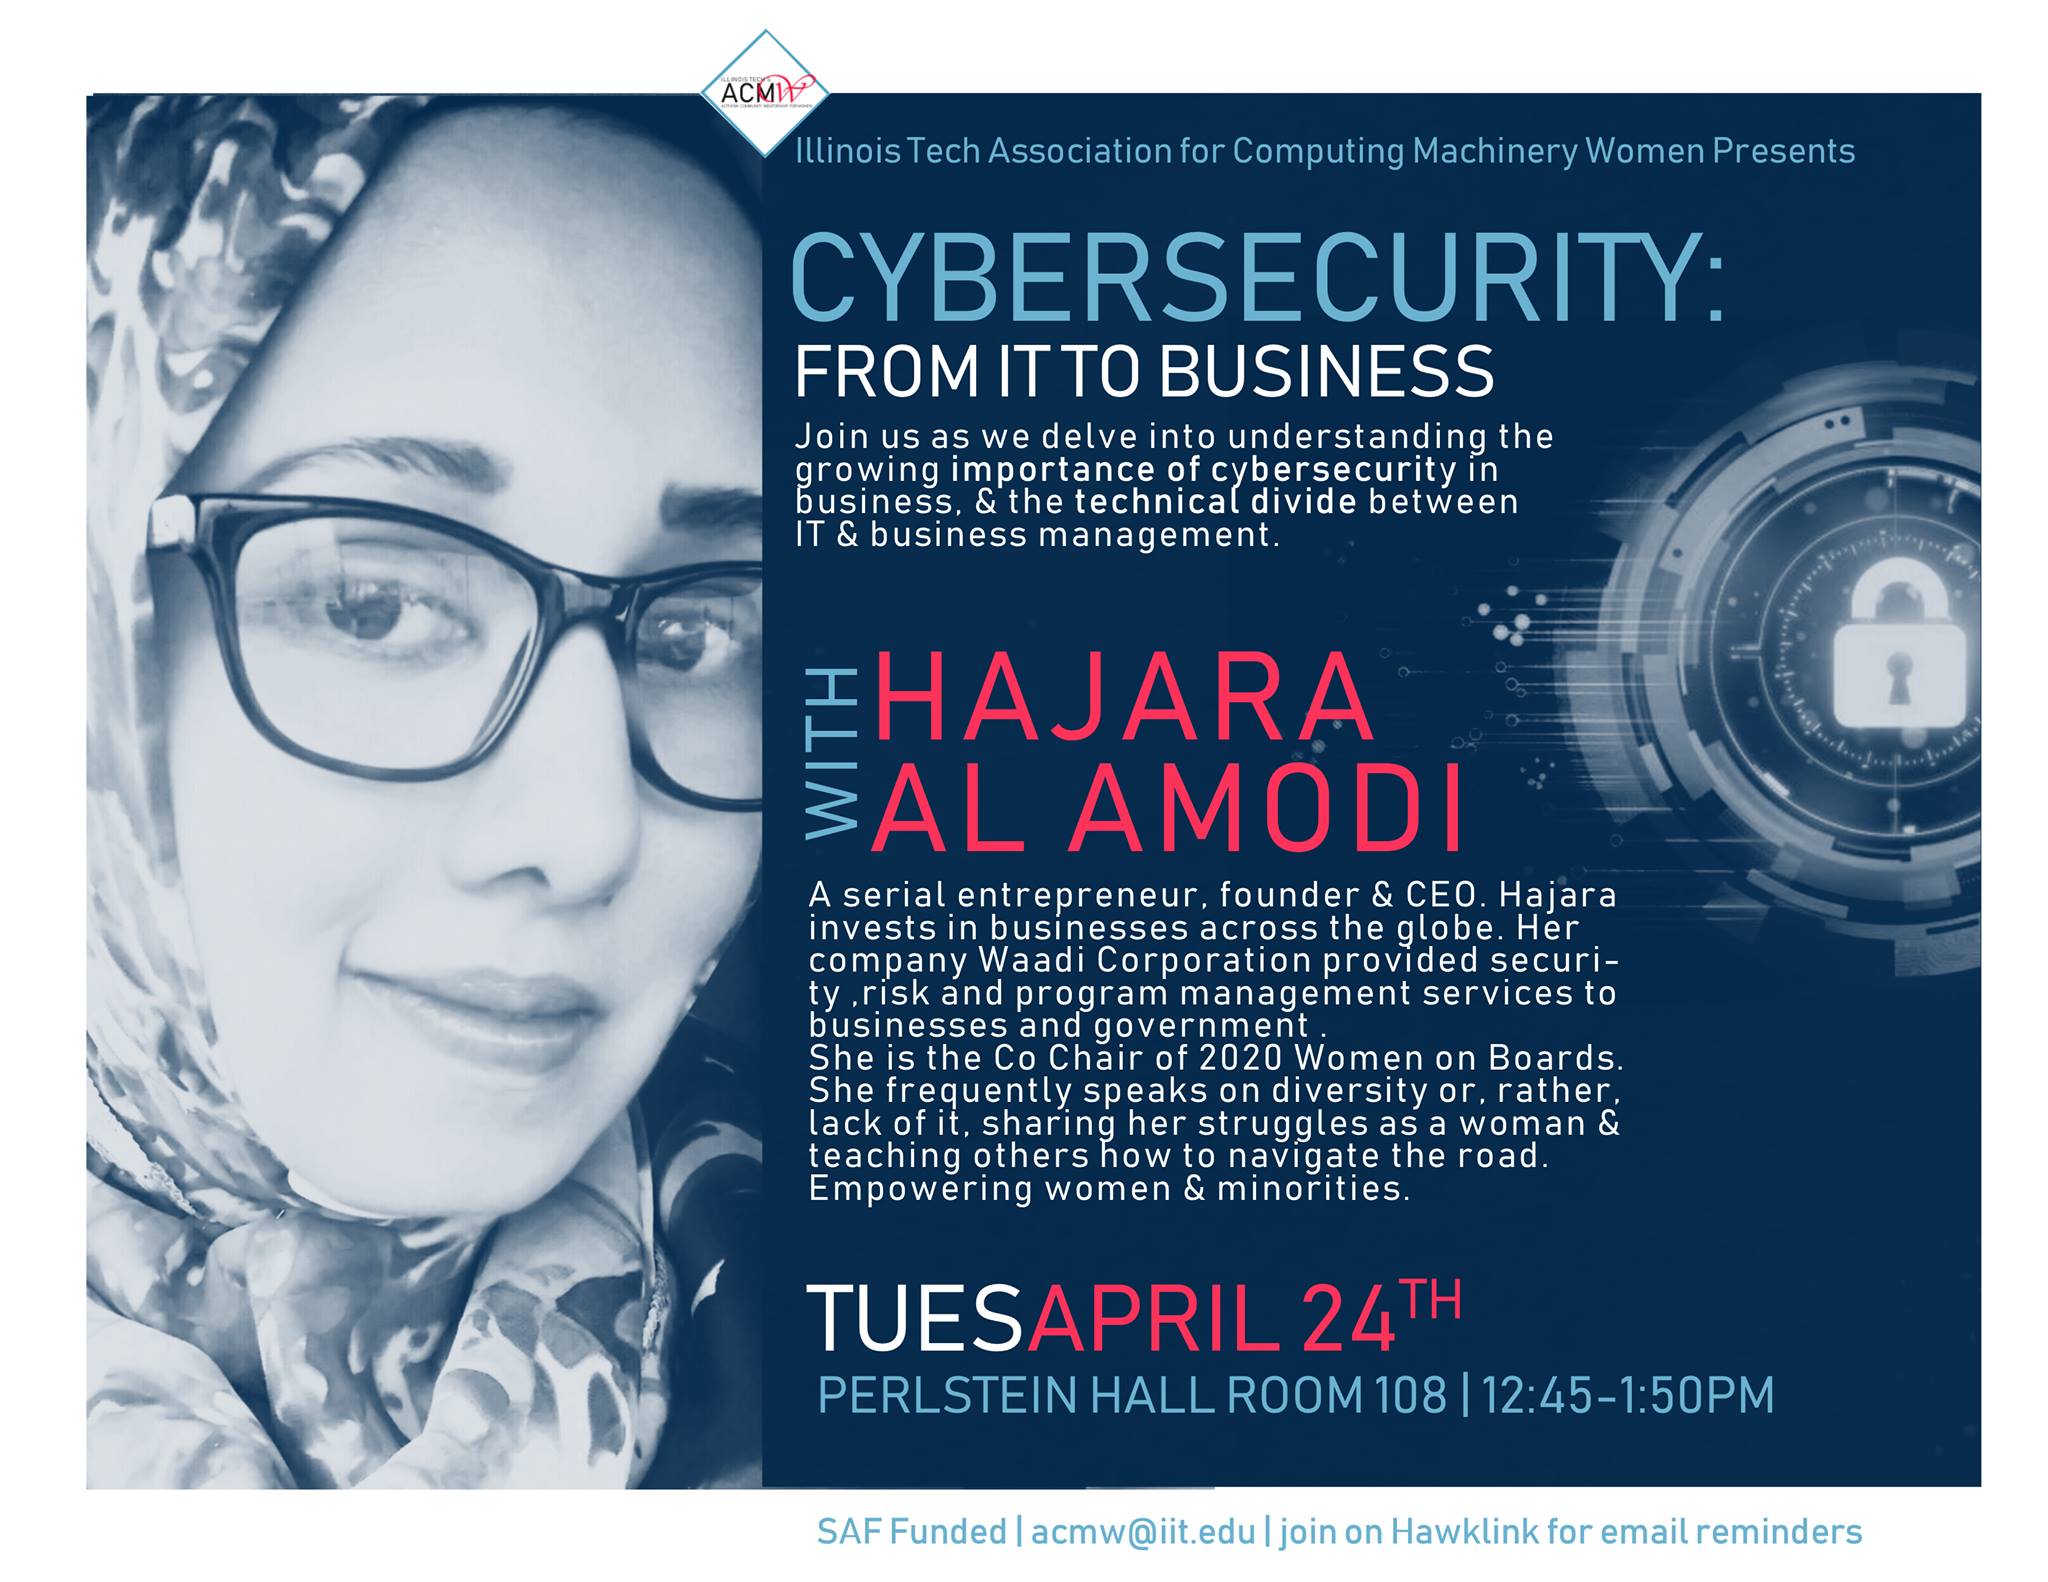 ILLINOIS TECH'S
ACMW
Illinois Tech Association for Computing Machinery Women Presents
CYBERSECURITY:
FROM IT TO BUSINESS
Join us as we delve into understanding the
growing importance of cybersecurity in
business, & the technical divide between
IT & business management.
WITH
HAJARA
AL AMODI
A serial entrepreneur, founder & CEO. Hajara
invests in businesses across the globe. Her
company Waadi Corporation provided securi-
ty ,risk and program management services to
businesses and government .
She is the Co Chair of 2020 Women on Boards.
She frequently speaks on diversity or, rather,
lack of it, sharing her struggles as a woman &
teaching others how to navigate the road.
Empowering women & minorities.
TUESAPRIL 24TH
PERLSTEIN HALL ROOM 108 | 12:45-1:50PM
SAF Funded | acmw@iit.edu | join on Hawklink for email reminders